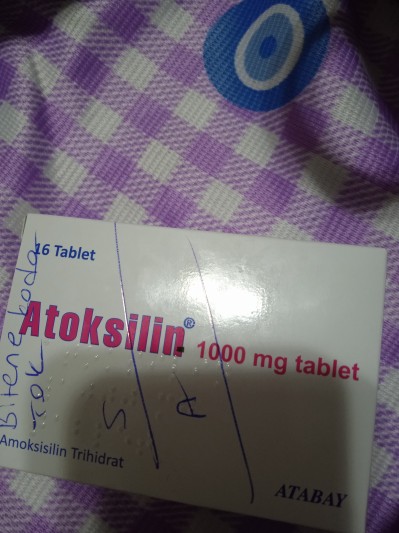 16 Tablet
Atoksilin® 1000 mg tablet
Amoksisilin Trihidrat
ATABAY
Bitene kadar
TOK
S
A